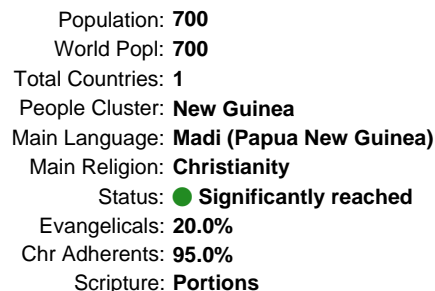 Population: 700
World Popl: 700
Total Countries: 1
People Cluster: New Guinea
Main Language: Madi (Papua New Guinea)
Main Religion: Christianity
Status: Significantly reached
Evangelicals: 20.0%
Chr Adherents: 95.0%
Scripture: Portions